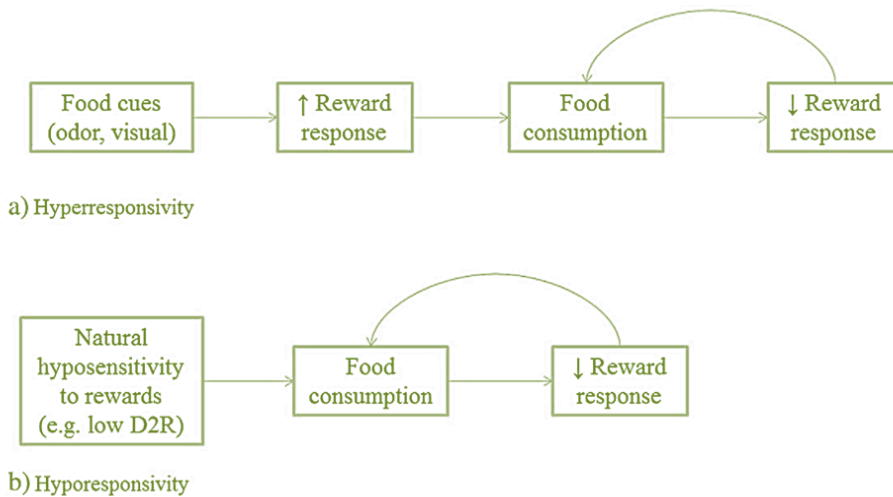 Food cues
(odor, visual)
↑ Reward
response
Food
consumption
↓ Reward
response
a) Hyperresponsivity
Natural
hyposensitivity
to rewards
(e.g. low D2R)
Food
consumption
↓ Reward
response
b) Hyporesponsivity